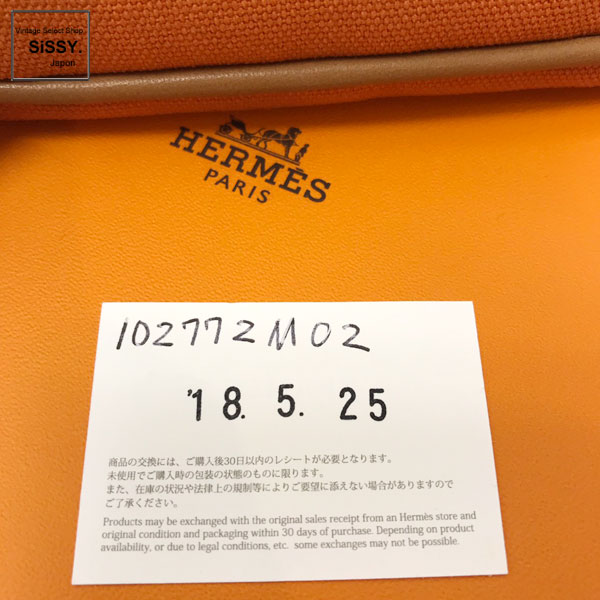 Vintage Select Shop
SiSSY.
Japan
HERMÈS
PARIS
102772M02
'18. 5. 25
商品の交換には、ご購入後30日以内のレシートが必要となります。
未使用でご購入時の包装の状態のものに限ります。
また、在庫の状況や法律上の規制等によりご要望に添えない場合がありますので
ご了承ください。
Products may be exchanged with the original sales receipt from an Hermès store and
original condition and packaging within 30 days of purchase. Depending on product
availability, or due to legal conditions, etc. some exchanges may not be possible.